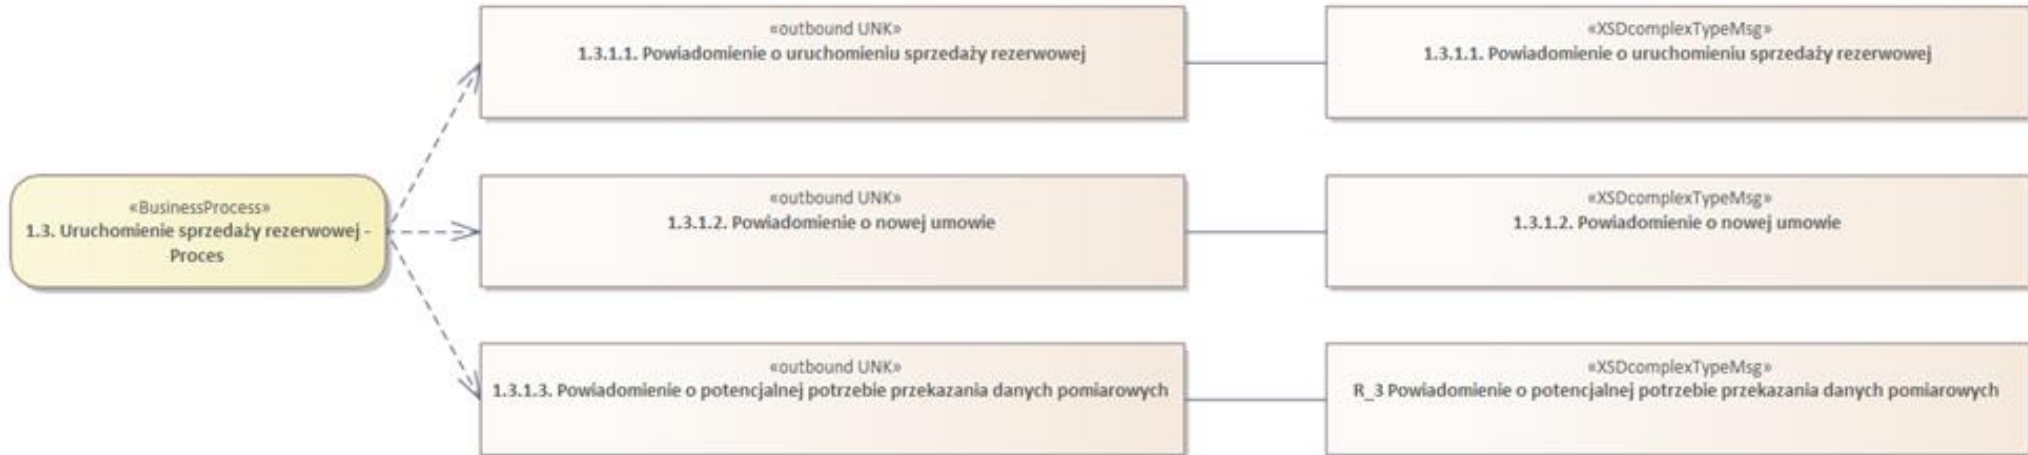 «outbound UNK»
1.3.1.1. Powiadomienie o uruchomieniu sprzedaży rezerwowej
«XSDcomplexTypeMsg»
1.3.1.1. Powiadomienie o uruchomieniu sprzedaży rezerwowej
«BusinessProcess»
1.3. Uruchomienie sprzedaży rezerwowej -
Proces
«outbound UNK»
1.3.1.2. Powiadomienie o nowej umowie
«XSDcomplexTypeMsg»
1.3.1.2. Powiadomienie o nowej umowie
«outbound UNK»
1.3.1.3. Powiadomienie o potencjalnej potrzebie przekazania danych pomiarowych
«XSDcomplexTypeMsg»
R_3 Powiadomienie o potencjalnej potrzebie przekazania danych pomiarowych